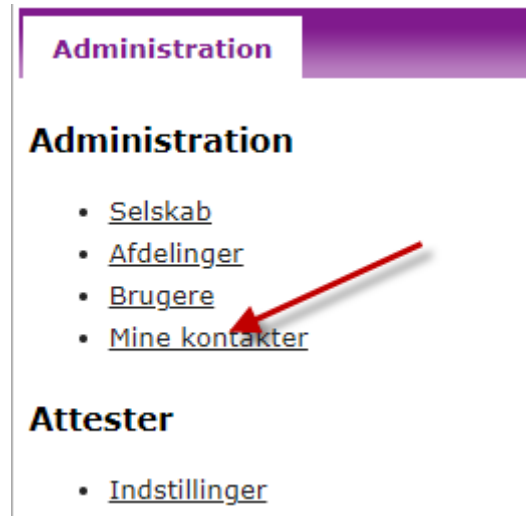 Administration
Administration
Selskab
Afdelinger
Brugere
Mine kontakter
Attester
Indstillinger